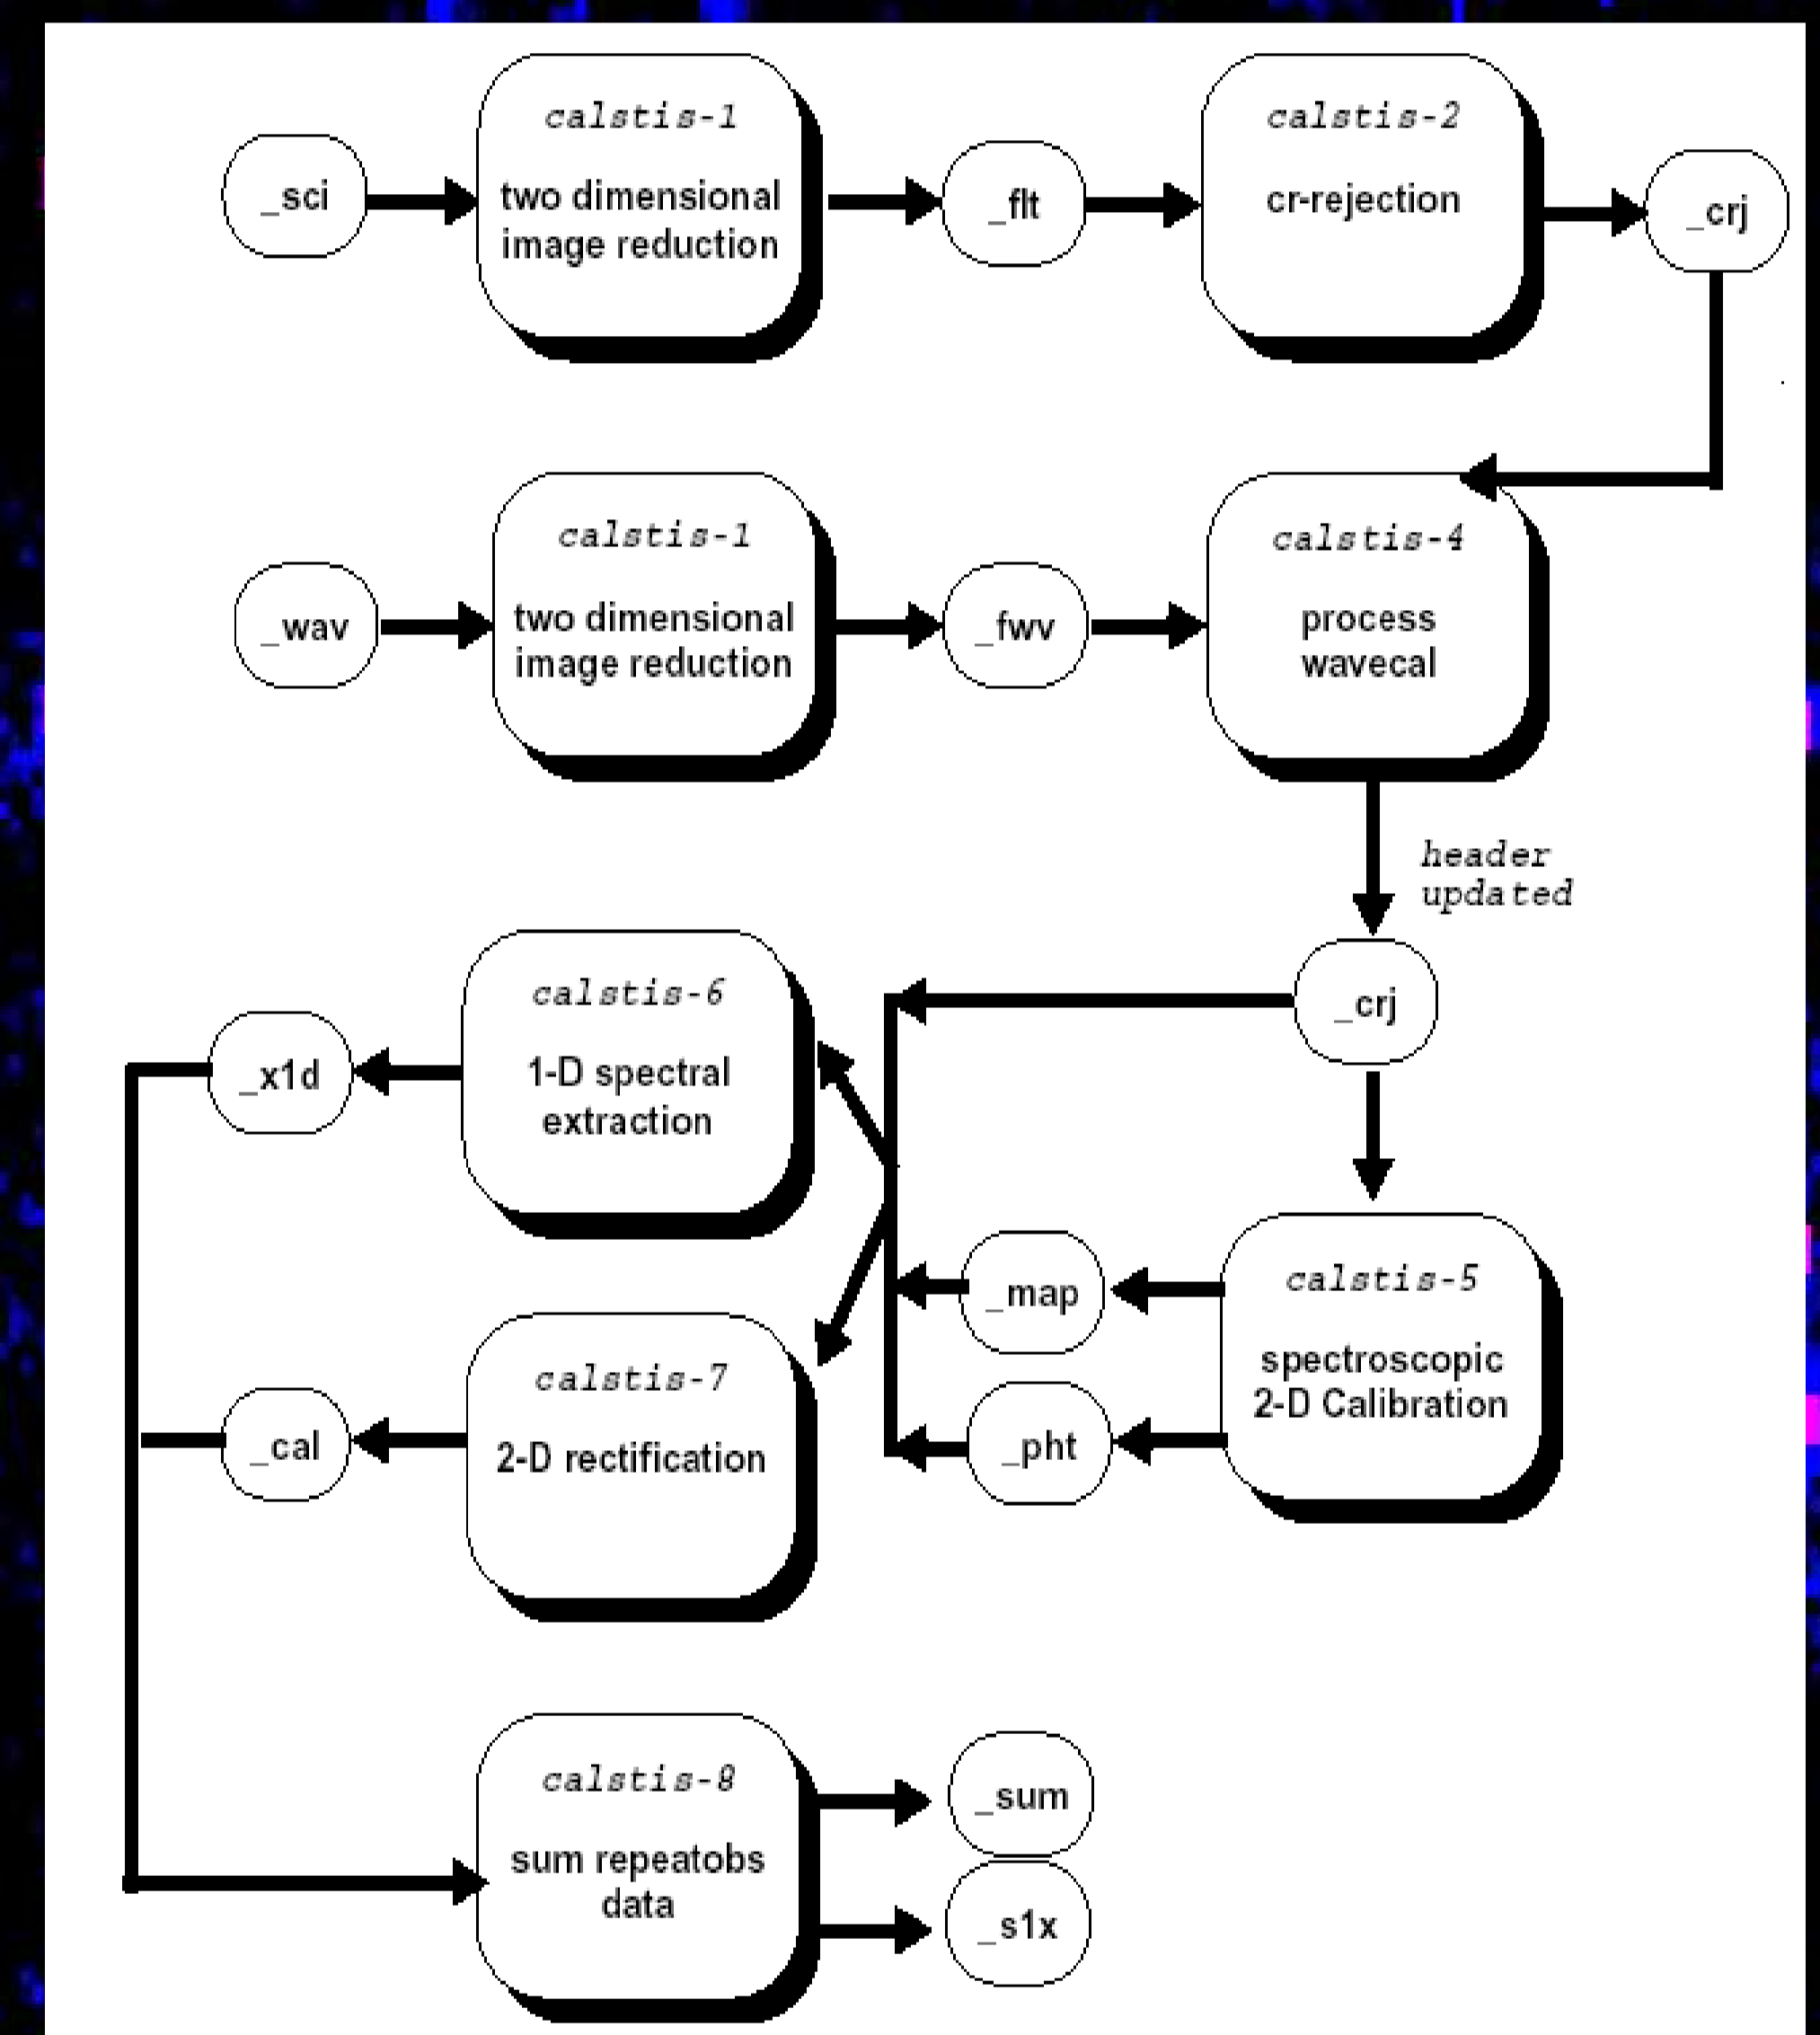 _sci
calstis-1
two dimensional
image reduction
_flt
calstis-2
cr-rejection
_crj
_wav
calstis-1
two dimensional
image reduction
_fwv
calstis-4
process
wavecal
header
updated
_crj
calstis-6
1-D spectral
extraction
_x1d
calstis-5
spectroscopic
2-D Calibration
_map
_pht
calstis-7
2-D rectification
_cal
calstis-8
sum repeatobs
data
_sum
_s1x